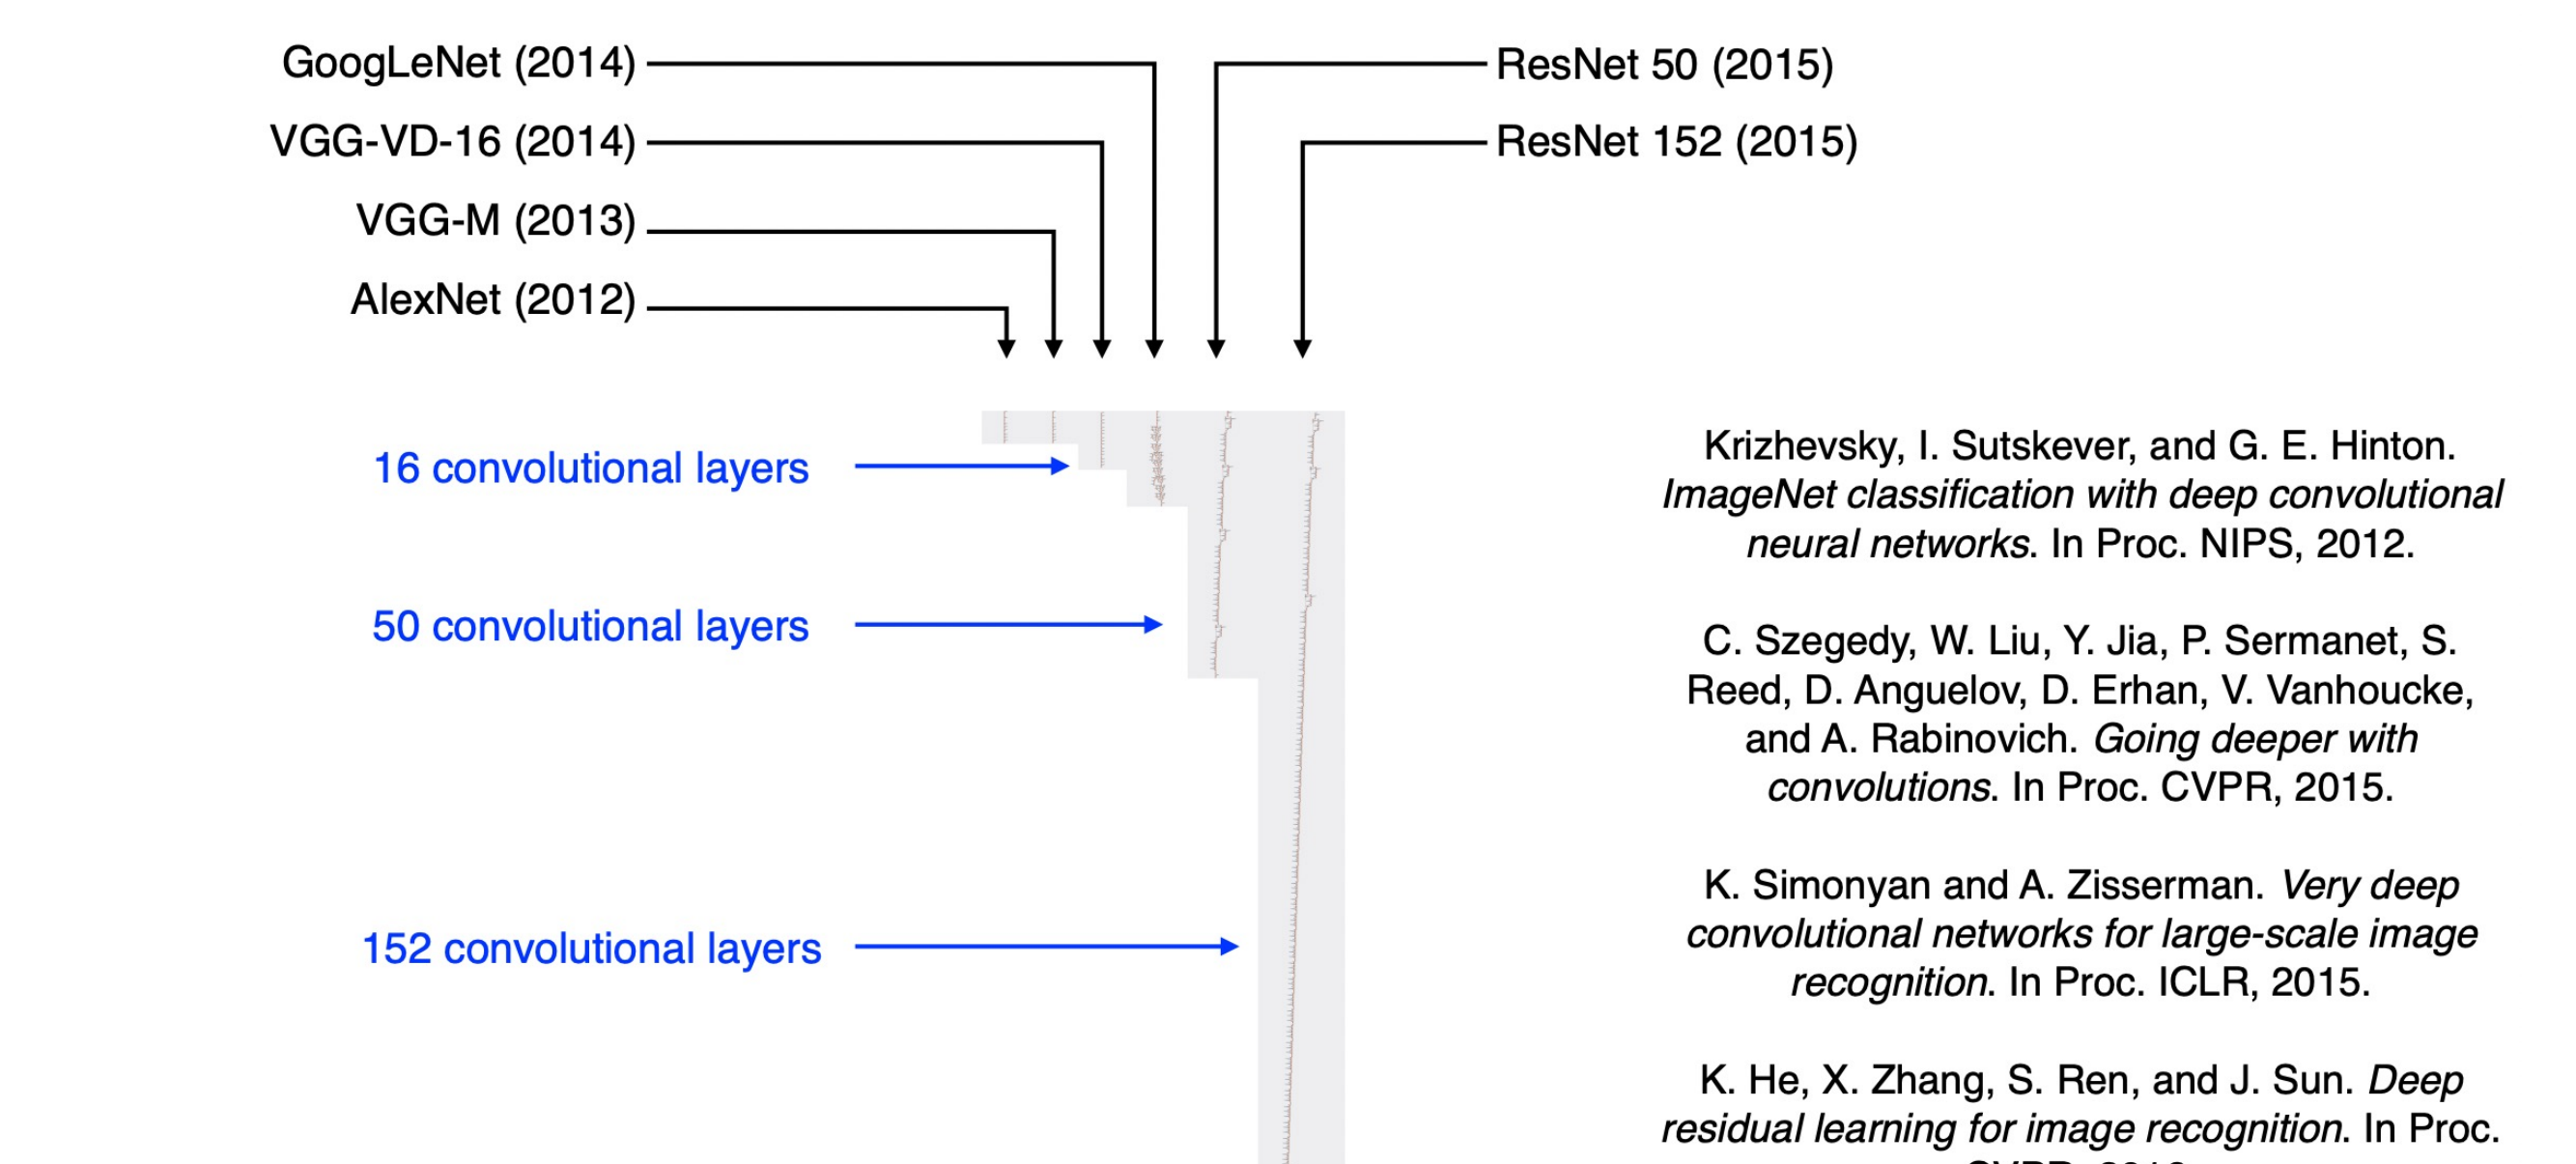 GoogLeNet (2014)
VGG-VD-16 (2014)
VGG-M (2013)
AlexNet (2012)
ResNet 50 (2015)
ResNet 152 (2015)
16 convolutional layers
50 convolutional layers
152 convolutional layers
Krizhevsky, I. Sutskever, and G. E. Hinton.
ImageNet classification with deep convolutional
neural networks. In Proc. NIPS, 2012.
C. Szegedy, W. Liu, Y. Jia, P. Sermanet, S.
Reed, D. Anguelov, D. Erhan, V. Vanhoucke,
and A. Rabinovich. Going deeper with
convolutions. In Proc. CVPR, 2015.
K. Simonyan and A. Zisserman. Very deep
convolutional networks for large-scale image
recognition. In Proc. ICLR, 2015.
K. He, X. Zhang, S. Ren, and J. Sun. Deep
residual learning for image recognition. In Proc.